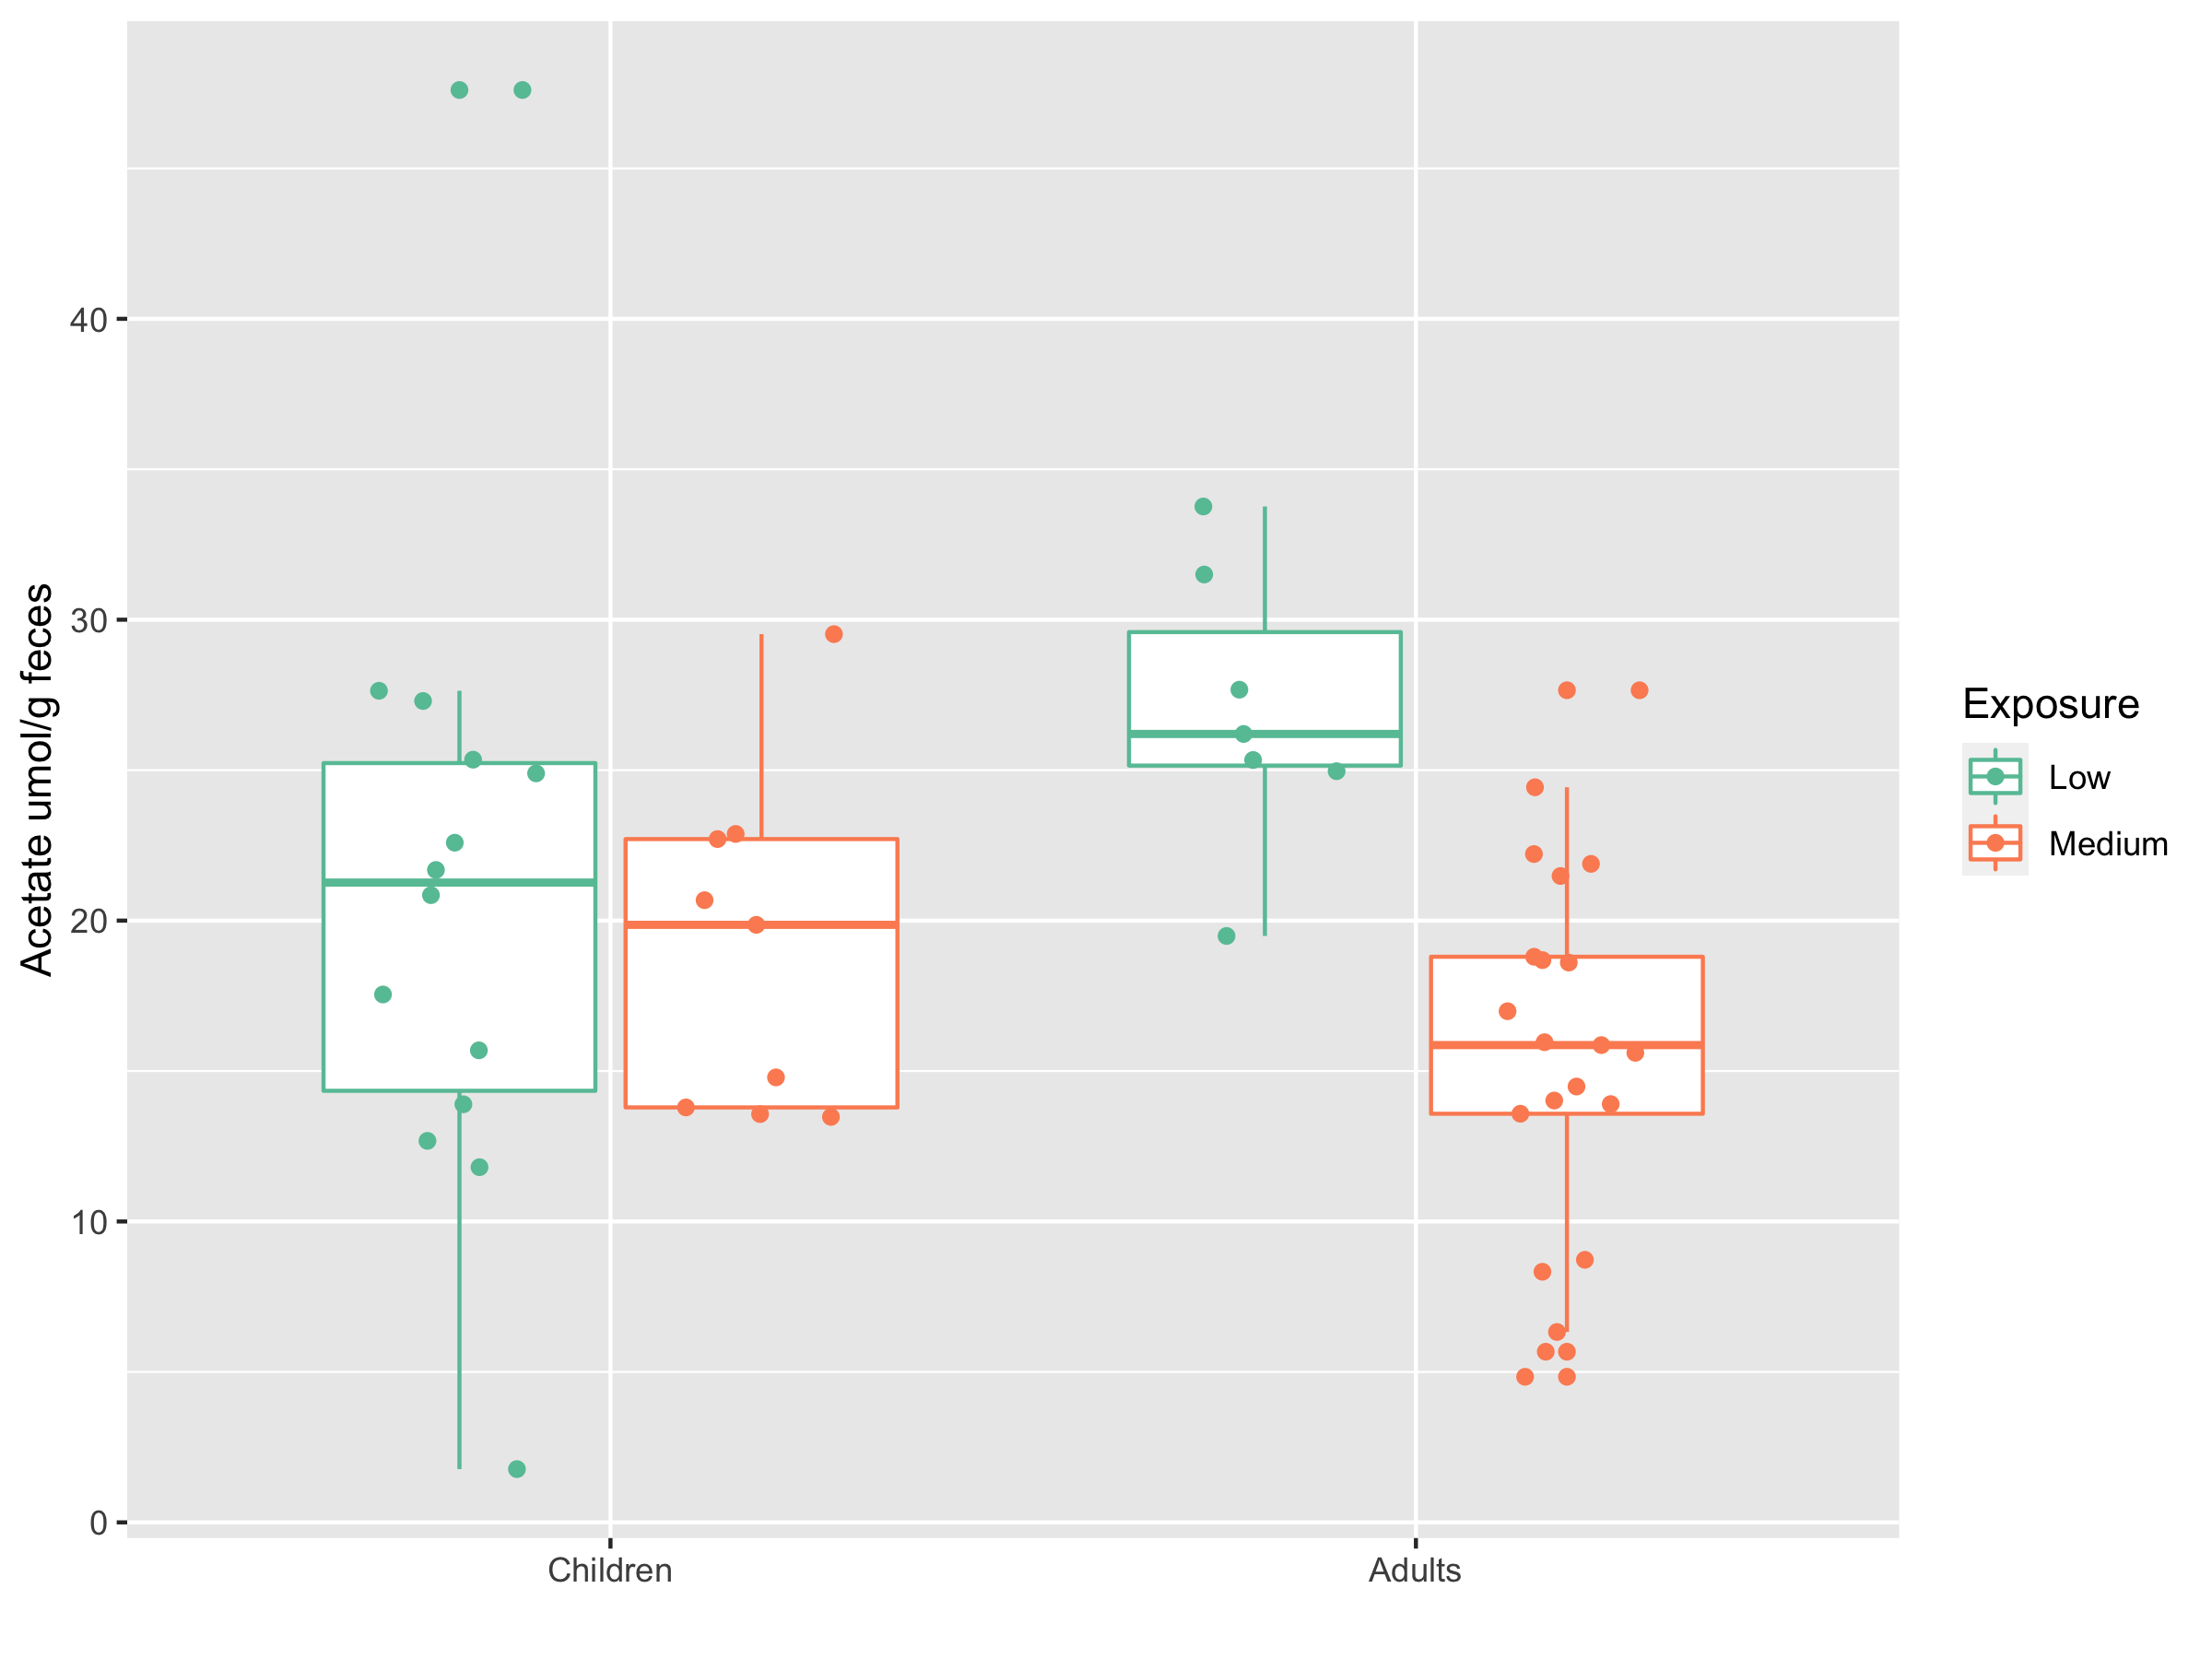 Acetate umol/g feces
40
30
20
10
0
Children
Adults
Exposure
Low
Medium